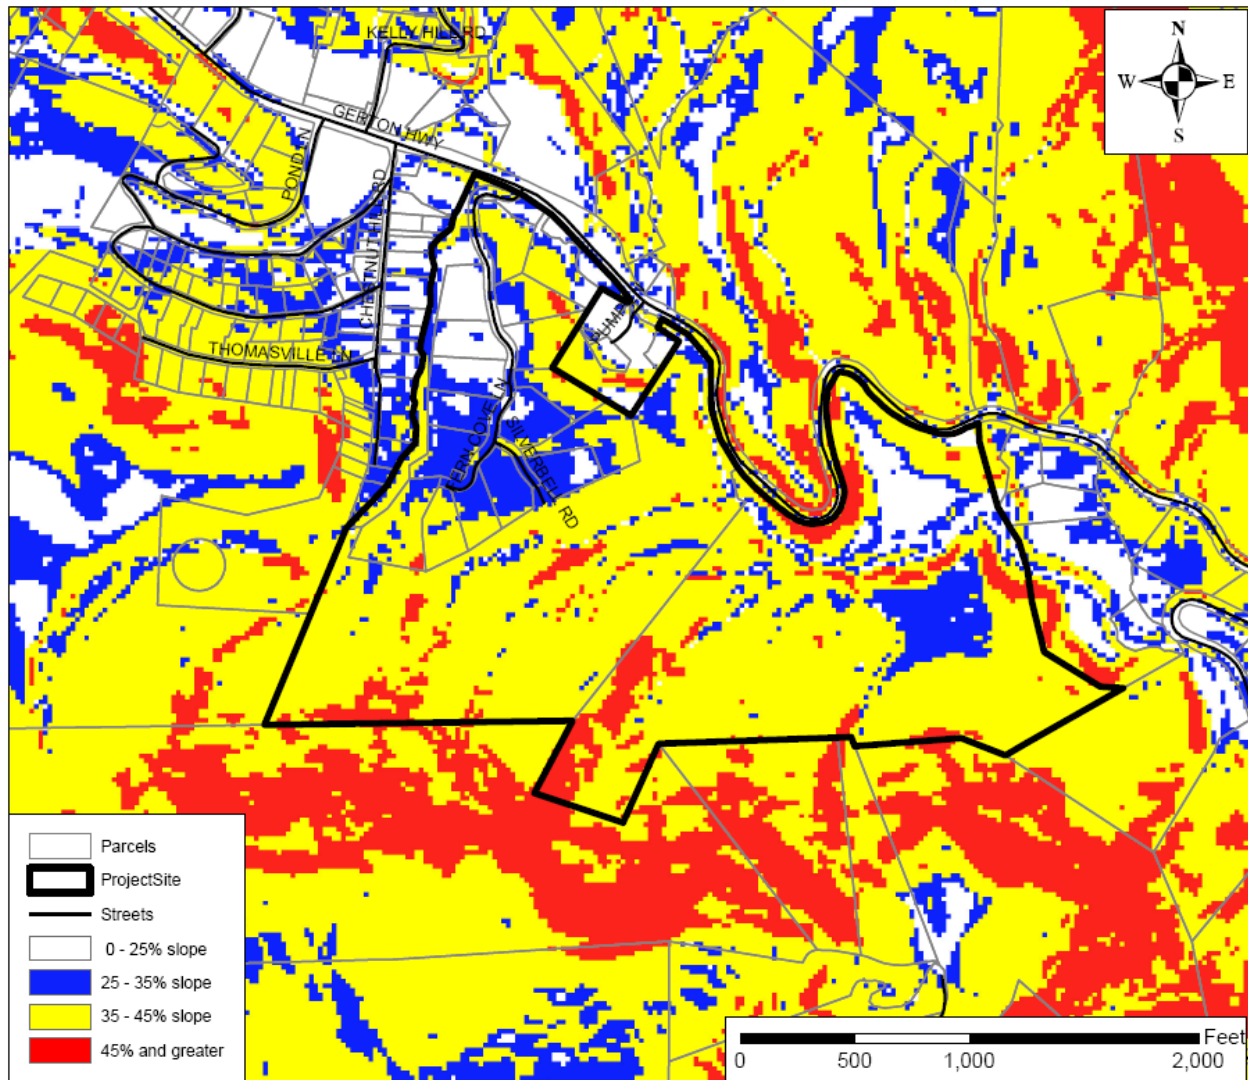 KELLY HILL RD
N
W
E
S
GERTON HWY
POND LN
CHESTNUT HILL RD
THOMASVILLE LN
FERN COVE LN
SILVERBELL RD
Parcels
ProjectSite
Streets
0 - 25% slope
25 - 35% slope
35 - 45% slope
45% and greater
Feet
0 500 1,000 2,000